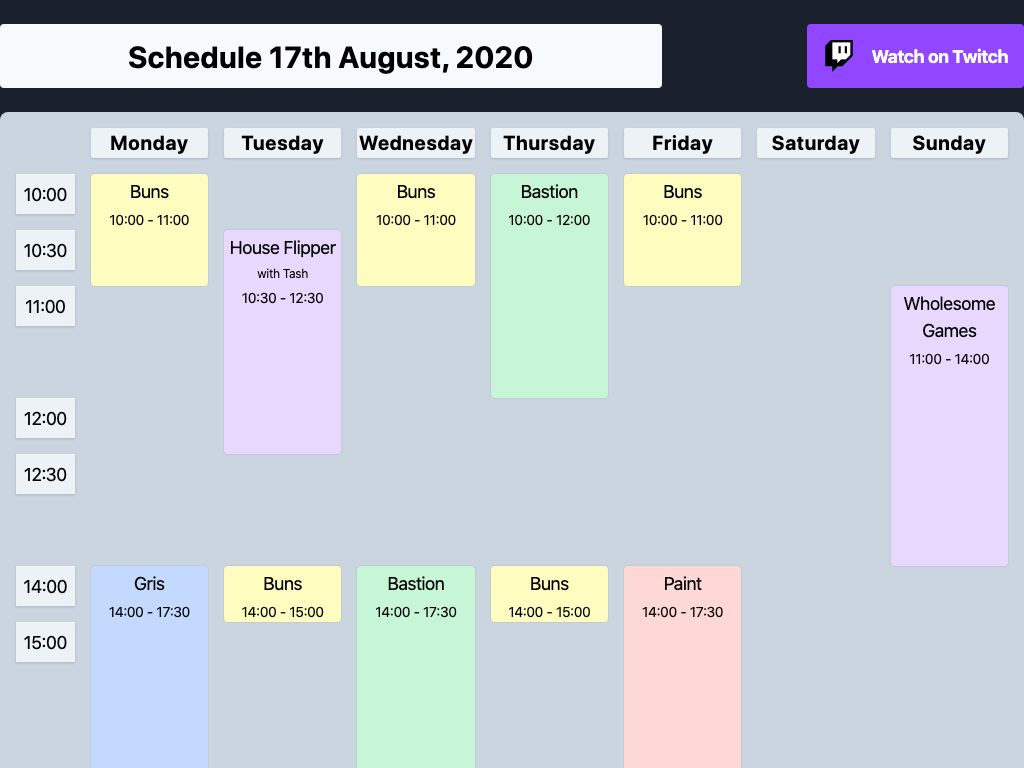 Schedule 17th August, 2020
Watch on Twitch
Monday
Tuesday
Wednesday
Thursday
Friday
Saturday
Sunday
10:00
10:30
11:00
12:00
12:30
14:00
15:00
Buns
10:00 - 11:00
Gris
14:00 - 17:30
House Flipper
with Tash
10:30 - 12:30
Buns
14:00 - 15:00
Buns
10:00 - 11:00
Bastion
14:00 - 17:30
Bastion
10:00 - 12:00
Buns
14:00 - 15:00
Buns
10:00 - 11:00
Paint
14:00 - 17:30
Wholesome
Games
11:00 - 14:00